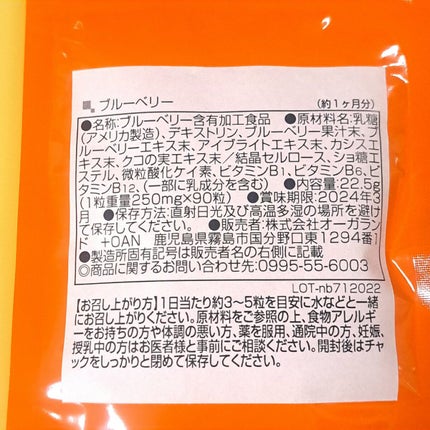 ブルーベリー (約1ヶ月分)
●名称:ブルーベリー含有加工食品 ●原材料名:乳糖
(アメリカ製造)、デキストリン、ブルーベリー果汁末、ブ
ルーベリーエキス末、アイブライトエキス末、カシスエ
キス末、クコの実エキス末/結晶セルロース、ショ糖エ
ステル、微粒酸化ケイ素、ビタミンB1、ビタミンB6、ビ
タミンB12、(一部に乳成分を含む) ●内容量:22.5g
(1粒重量250mg×90粒) ●賞味期限:2024年3
月 ●保存方法:直射日光及び高温多湿の場所を避け
て保存してください。 ●販売者:株式会社オーガラン
ド +OAN 鹿児島県霧島市国分野口東1294番1
●製造所固有記号は販売者名の右側に記載
◎商品に関するお問い合わせ先:0995-55-6003
LOT-nb712022
【お召し上がり方】1日当たり約3~5粒を目安に水などと一緒
にお召し上がりください。原材料をご参照の上、食物アレルギ
ーをお持ちの方や体調の悪い方、薬を服用、通院中の方、妊娠、
授乳中の方はお医者様と事前にご相談ください。開封後はチャ
ックをしっかりと閉めて保存してください。